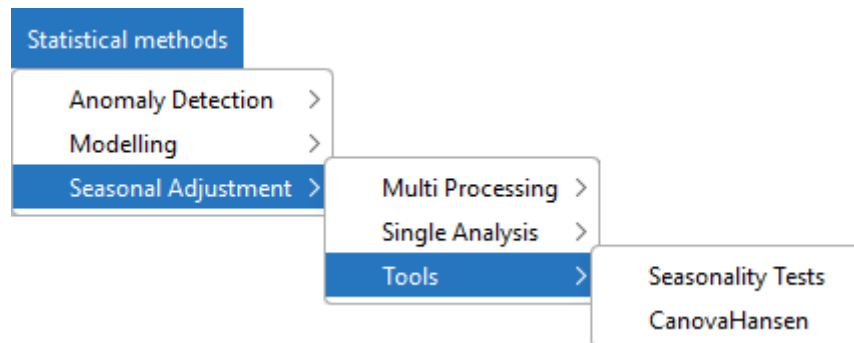 Statistical methods
Anomaly Detection
Modelling
Seasonal Adjustment
Multi Processing
Single Analysis
Tools
Seasonality Tests
CanovaHansen